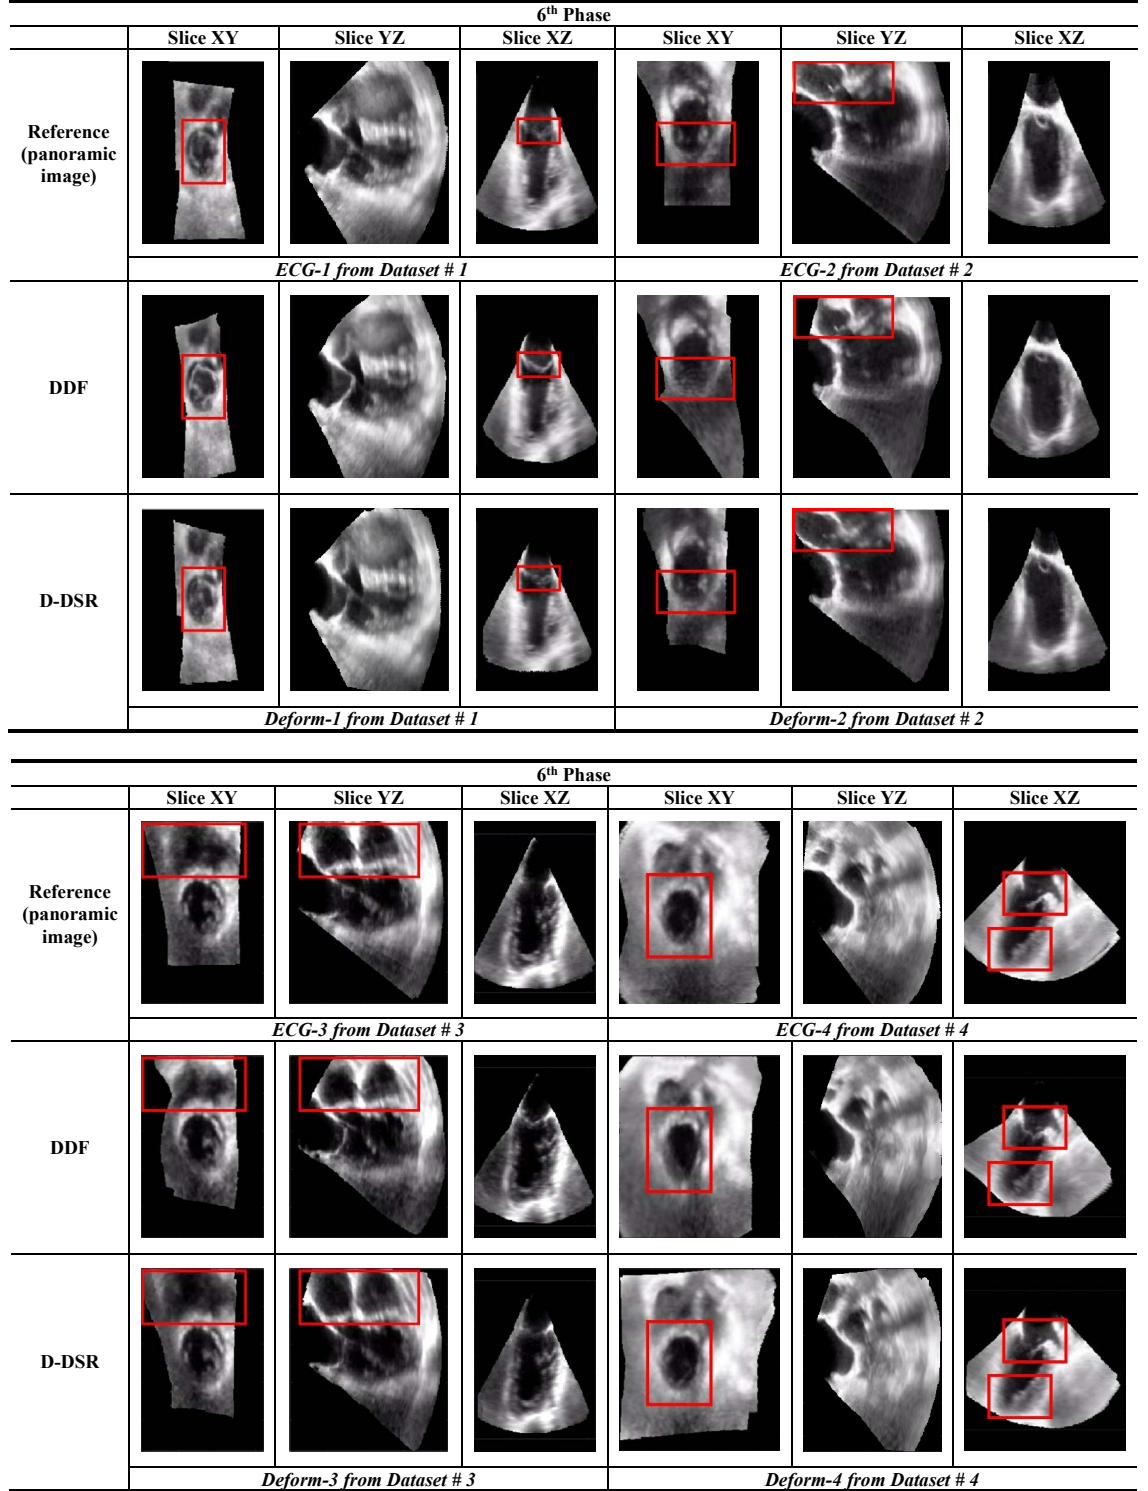 6th Phase
Slice XY Slice YZ Slice XZ Slice XY Slice YZ Slice XZ
Reference
(panoramic
image)
ECG-1 from Dataset # 1 ECG-2 from Dataset # 2
DDF
D-DSR
Deform-1 from Dataset # 1 Deform-2 from Dataset # 2
6th Phase
Slice XY Slice YZ Slice XZ Slice XY Slice YZ Slice XZ
Reference
(panoramic
image)
ECG-3 from Dataset # 3 ECG-4 from Dataset # 4
DDF
D-DSR
Deform-3 from Dataset # 3 Deform-4 from Dataset # 4